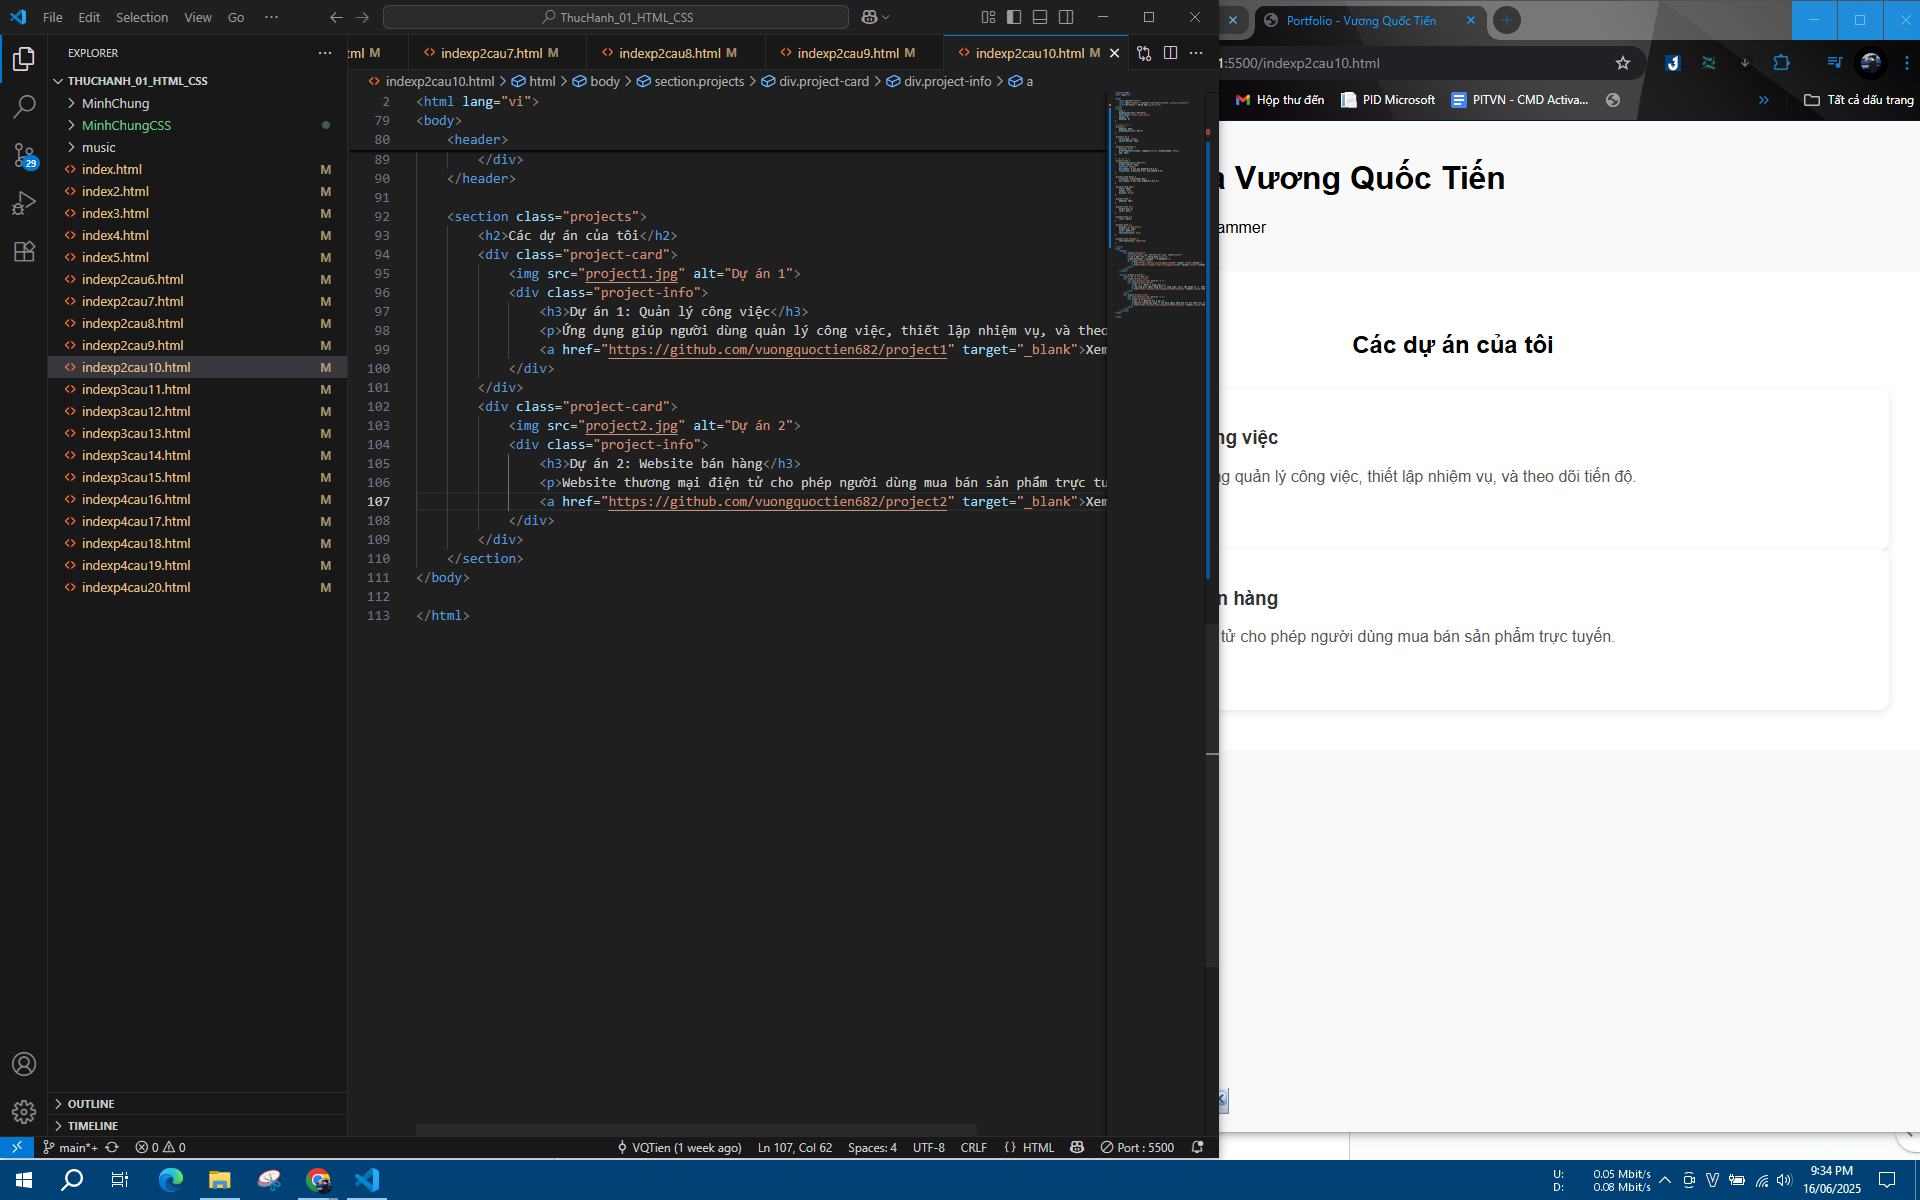 File Edit Selection View Go ··· ThucHanh_01_HTML_CSS
EXPLORER
THUCHANH_01_HTML_CSS
MinhChung
MinhChungCSS
music
index.html M
index2.html M
index3.html M
index4.html M
index5.html M
indexp2cau6.html M
indexp2cau7.html M
indexp2cau8.html M
indexp2cau9.html M
indexp2cau10.html M
indexp3cau11.html M
indexp3cau12.html M
indexp3cau13.html M
indexp3cau14.html M
indexp3cau15.html M
indexp4cau16.html M
indexp4cau17.html M
indexp4cau18.html M
indexp4cau19.html M
indexp4cau20.html M
OUTLINE
TIMELINE
tml M indexp2cau7.html M indexp2cau8.html M indexp2cau9.html M indexp2cau10.html M
indexp2cau10.html > html > body > section.projects > div.project-card > div.project-info > a
2 <html lang="vi">
79 <body>
80 <header>
89 </div>
90 </header>
91
92 <section class="projects">
93 <h2>Các dự án của tôi</h2>
94 <div class="project-card">
95 <img src="project1.jpg" alt="Dự án 1">
96 <div class="project-info">
97 <h3>Dự án 1: Quản lý công việc</h3>
98 <p>Ứng dụng giúp người dùng quản lý công việc, thiết lập nhiệm vụ, và theo
99 <a href="https://github.com/vuongquoctien682/project1" target="_blank">Xem
100 </div>
101 </div>
102 <div class="project-card">
103 <img src="project2.jpg" alt="Dự án 2">
104 <div class="project-info">
105 <h3>Dự án 2: Website bán hàng</h3>
106 <p>Website thương mại điện tử cho phép người dùng mua bán sản phẩm trực tu
107 <a href="https://github.com/vuongquoctien682/project2" target="_blank">Xem
108 </div>
109 </div>
110 </section>
111 </body>
112
113 </html>
main*+ 0 0 VQTien (1 week ago) Ln 107, Col 62 Spaces: 4 UTF-8 CRLF {} HTML Port : 5500
Portfolio - Vương Quốc Tiến
1:5500/indexp2cau10.html
Hộp thư đến PID Microsoft PITVN - CMD Activa... Tất cả dấu trang
a Vương Quốc Tiến
ammer
Các dự án của tôi
ng việc
ng quản lý công việc, thiết lập nhiệm vụ, và theo dõi tiến độ.
n hàng
tử cho phép người dùng mua bán sản phẩm trực tuyến.
U: 0.05 Mbit/s
D: 0.08 Mbit/s
9:34 PM
16/06/2025
29